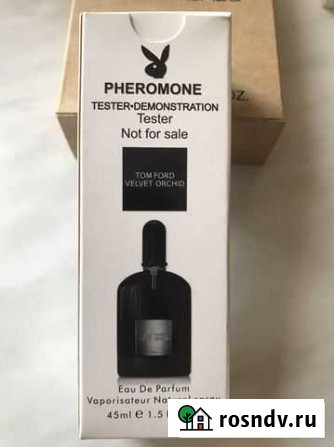 OZ.
PHEROMONE
TESTER•DEMONSTRATION
Tester
Not for sale
TOM FORD
VELVET ORCHID
Eau De Parfum
Vaporisateur Natural spray
45ml e 1.5
rosndv.ru